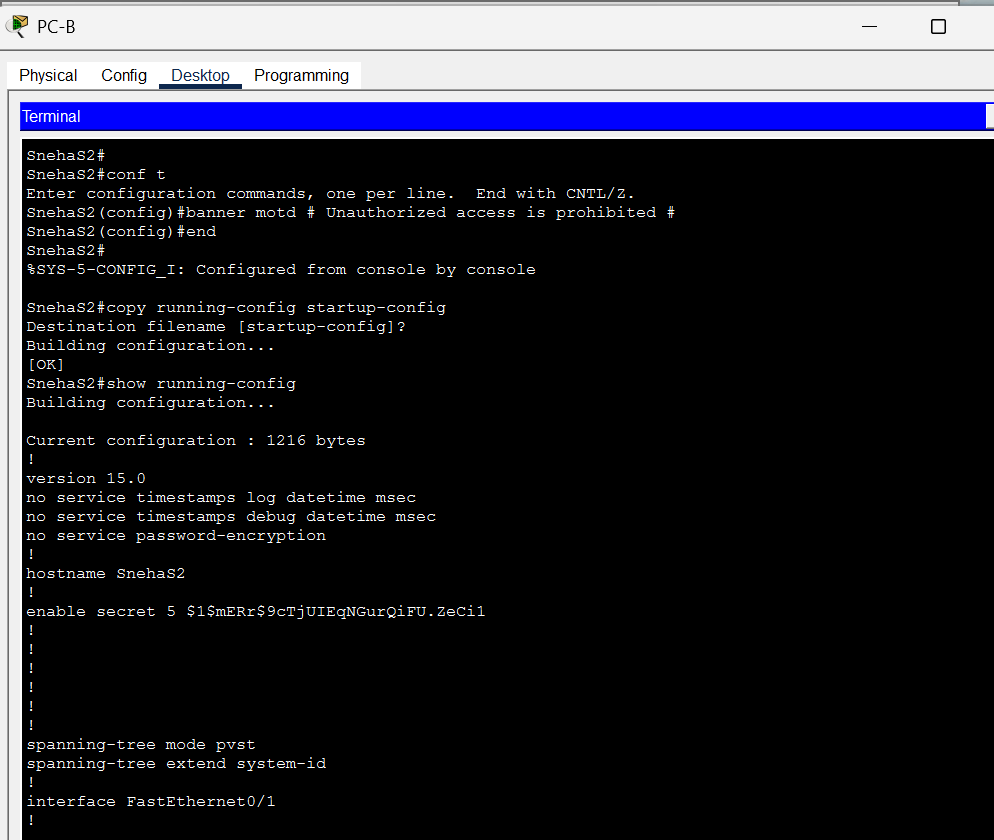 PC-B
Physical Config Desktop Programming
Terminal
SnehaS2#
SnehaS2#conf t
Enter configuration commands, one per line.  End with CNTL/Z.
SnehaS2(config)#banner motd # Unauthorized access is prohibited #
SnehaS2(config)#end
SnehaS2#
%SYS-5-CONFIG_I: Configured from console by console
SnehaS2#copy running-config startup-config
Destination filename [startup-config]?
Building configuration...
[OK]
SnehaS2#show running-config
Building configuration...
Current configuration : 1216 bytes
!
version 15.0
no service timestamps log datetime msec
no service timestamps debug datetime msec
no service password-encryption
!
hostname SnehaS2
!
enable secret 5 $1$mERr$9cTjUIEqNGurQiFU.ZeCi1
!
!
!
!
!
!
spanning-tree mode pvst
spanning-tree extend system-id
!
interface FastEthernet0/1
!